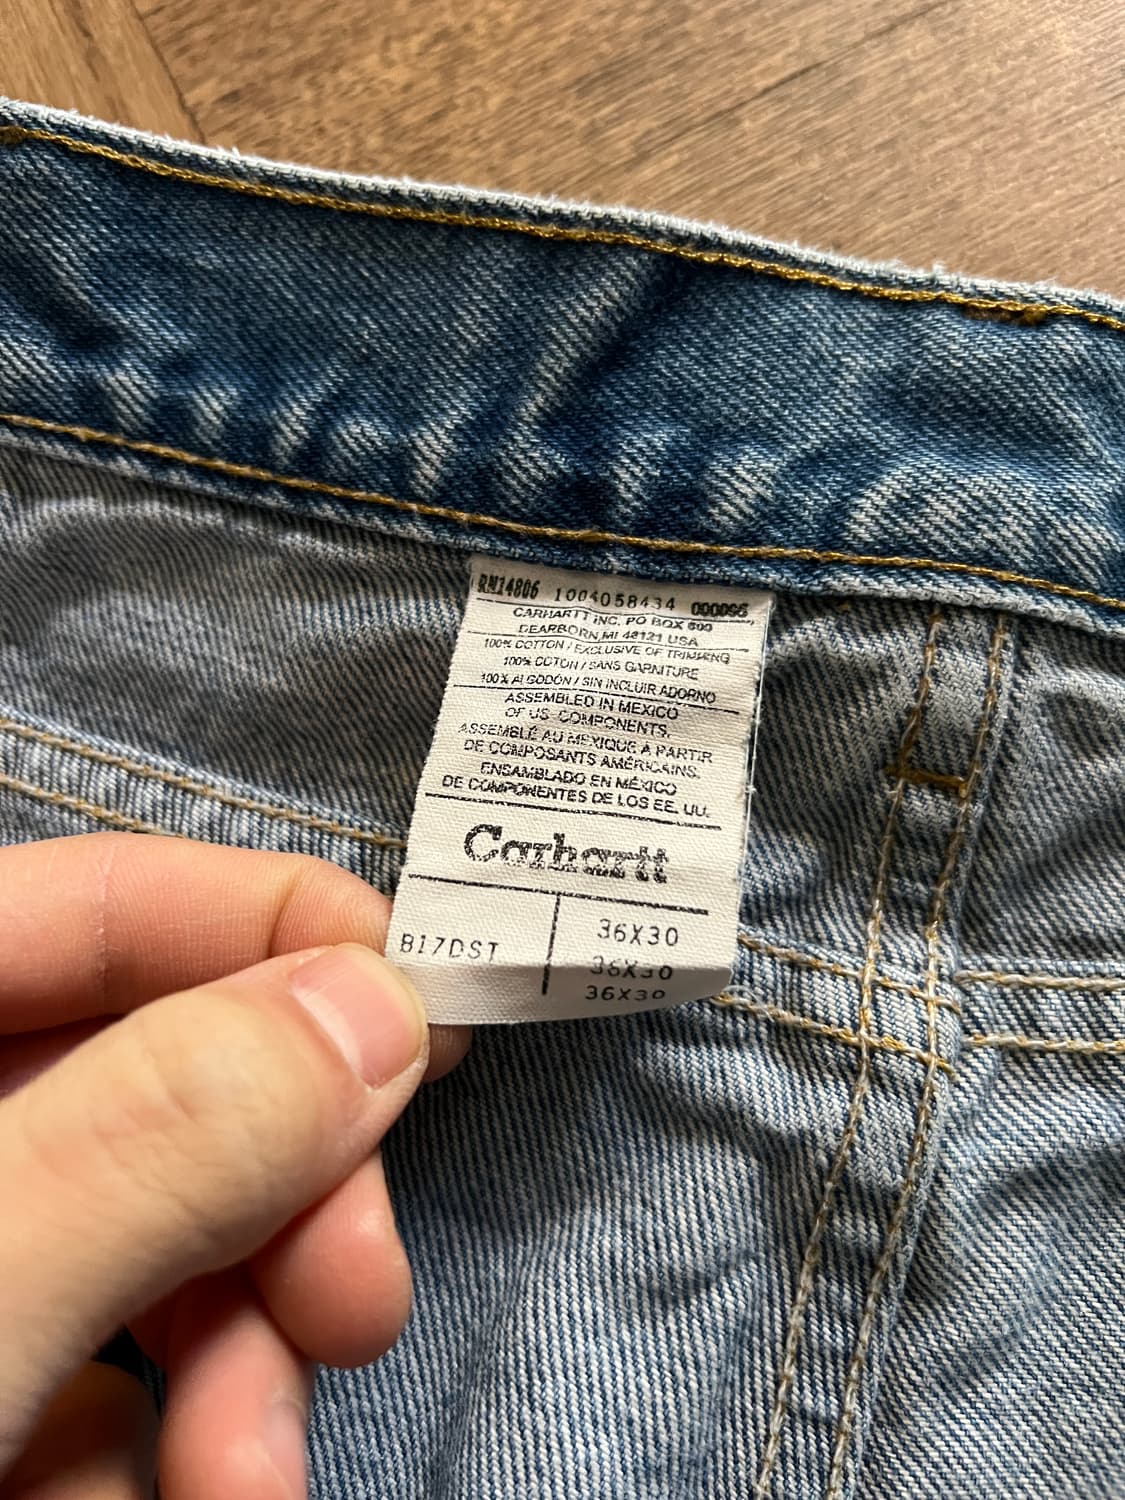 RN14806 1004058434 000096
CARHARTT INC. PO BOX 600
DEARBORN, MI 48121 USA
100% COTTON / EXCLUSIVE OF TRIMMING
100% COTON / SANS GARNITURE
100% ALGODÓN / SIN INCLUIR ADORNO
ASSEMBLED IN MEXICO
OF US COMPONENTS.
ASSEMBLÉ AU MEXIQUE À PARTIR
DE COMPOSANTS AMÉRICAINS.
ENSAMBLADO EN MÉXICO
DE COMPONENTES DE LOS EE. UU.
Carhartt
B17DST
36X30
36X30
36X30